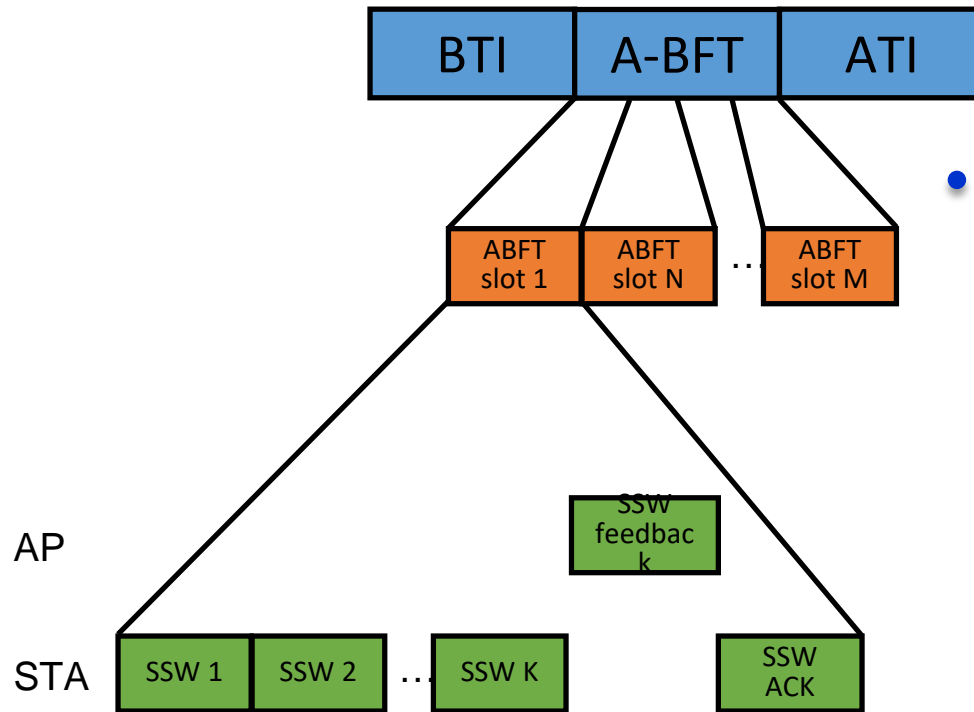 BTI A-BFT ATI
ABFT ABFT ABFT
slot 1 slot N ... slot M
SSW
AP feedbac
k
STA SSW 1 SSW 2 ... SSW K SSW
ACK